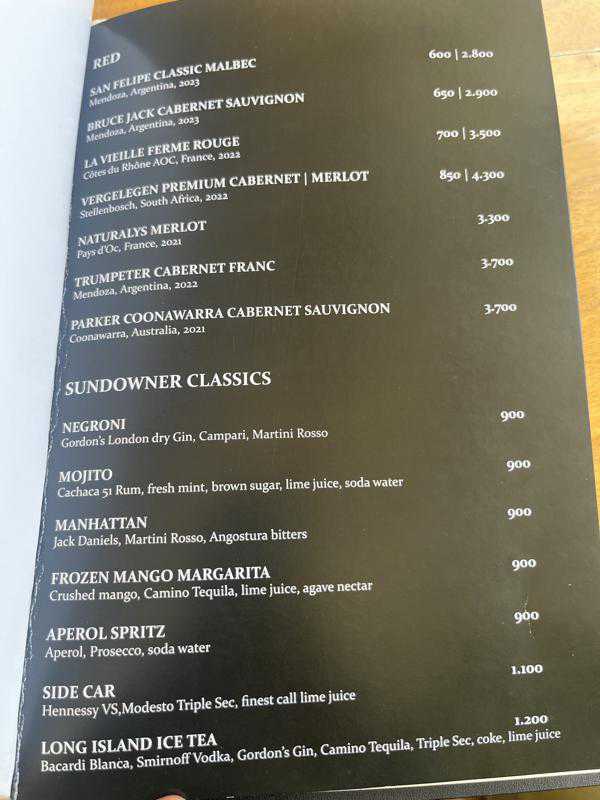 RED
SAN FELIPE CLASSIC MALBEC 600 | 2.800
Mendoza, Argentina, 2023
BRUCE JACK CABERNET SAUVIGNON 650 | 2.900
Mendoza, Argentina, 2023
LA VIEILLE FERME ROUGE 700 | 3.500
Côtes du Rhône AOC, France, 2022
VERGELEGEN PREMIUM CABERNET | MERLOT 850 | 4.300
Stellenbosch, South Africa, 2022
NATURALYS MERLOT 3.300
Pays d'Oc, France, 2021
TRUMPETER CABERNET FRANC 3.700
Mendoza, Argentina, 2022
PARKER COONAWARRA CABERNET SAUVIGNON 3.700
Coonawarra, Australia, 2021
SUNDOWNER CLASSICS
NEGRONI 900
Gordon's London dry Gin, Campari, Martini Rosso
MOJITO 900
Cachaca 51 Rum, fresh mint, brown sugar, lime juice, soda water
MANHATTAN 900
Jack Daniels, Martini Rosso, Angostura bitters
FROZEN MANGO MARGARITA 900
Crushed mango, Camino Tequila, lime juice, agave nectar
APEROL SPRITZ 900
Aperol, Prosecco, soda water
SIDE CAR 1.100
Hennessy VS,Modesto Triple Sec, finest call lime juice
LONG ISLAND ICE TEA 1.200
Bacardi Blanca, Smirnoff Vodka, Gordon's Gin, Camino Tequila, Triple Sec, coke, lime juice